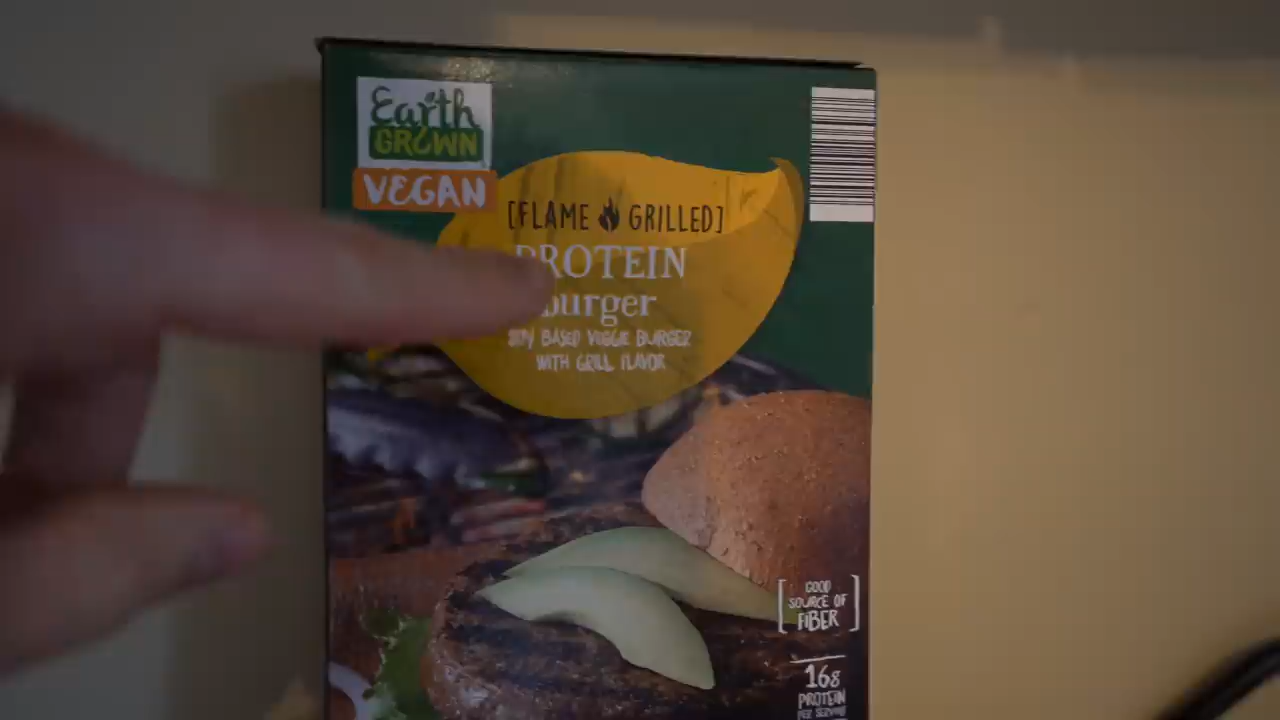 Earth
GROWN
VEGAN
[FLAME GRILLED]
PROTEIN
burger
SOY BASED VEGGIE BURGER
WITH GRILL FLAVOR
GOOD
SOURCE OF
FIBER
16g
PROTEIN
PER SERVING